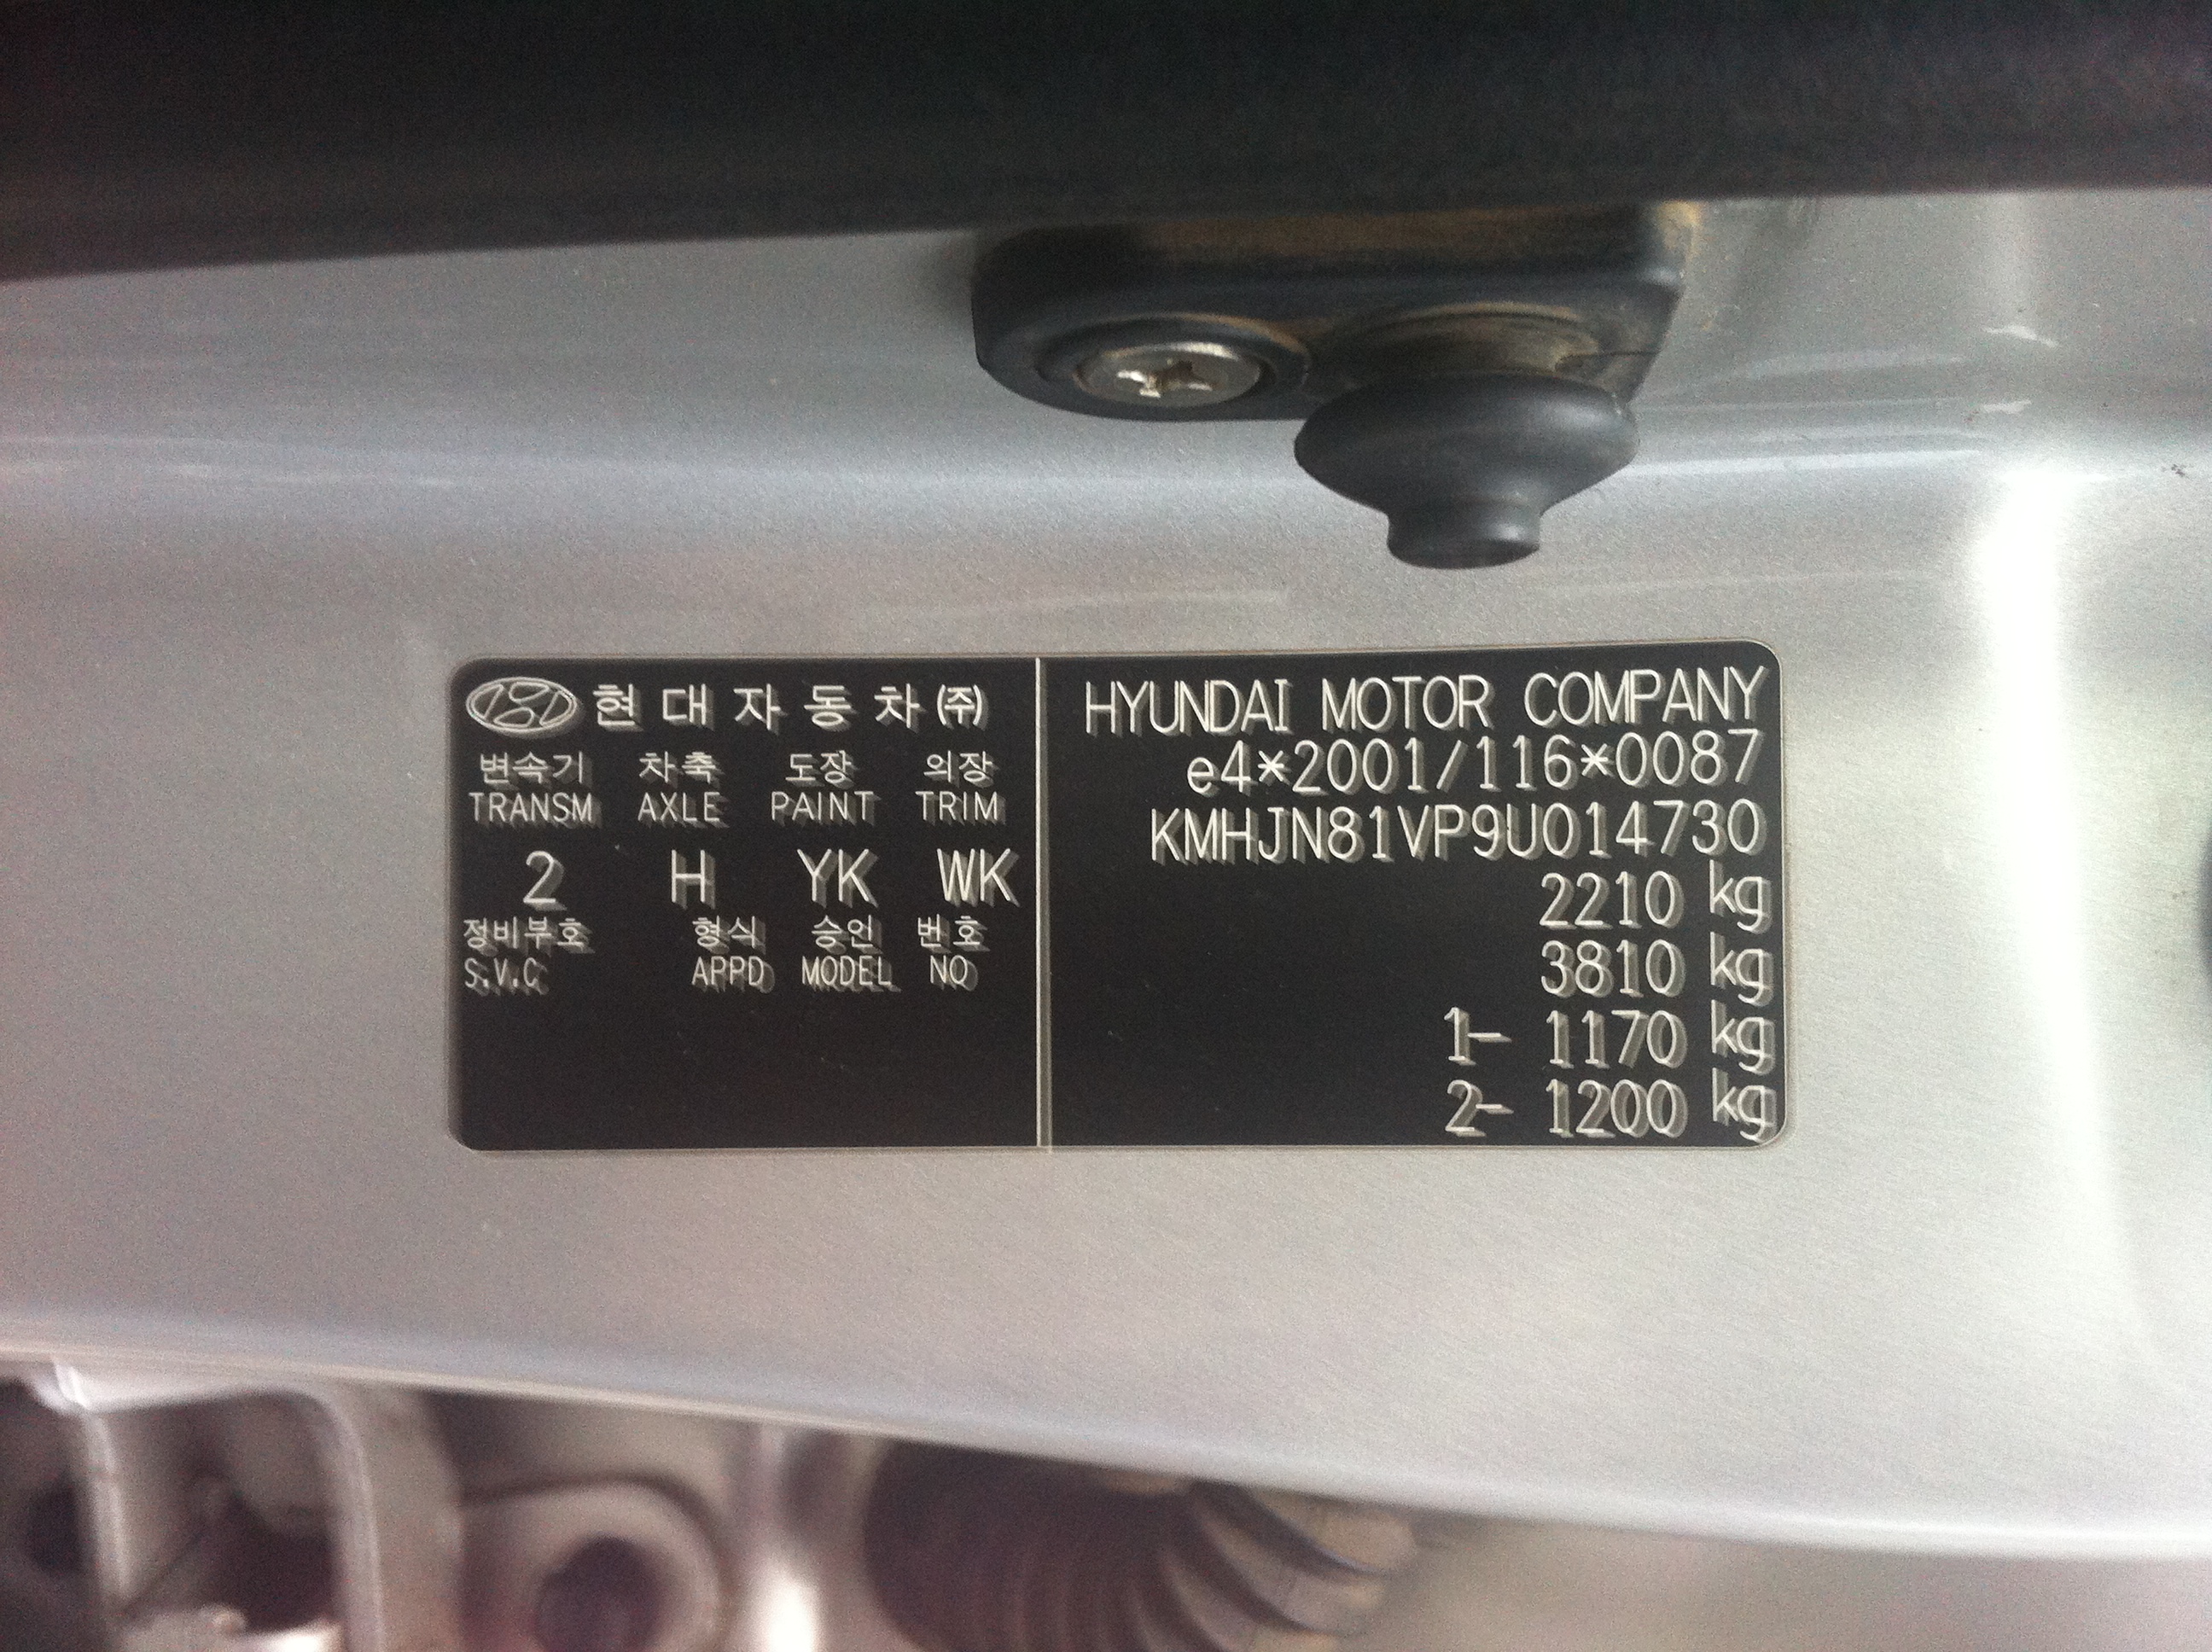 현대자동차㈜
변속기 차축 도장 의장
TRANSM AXLE PAINT TRIM
2 H YK WK
정비부호 형식 승인 번호
S.V.C APPD MODEL NO
HYUNDAI MOTOR COMPANY
e4*2001/116*0087
KMHJN81VP9U014730
2210 kg
3810 kg
1- 1170 kg
2- 1200 kg